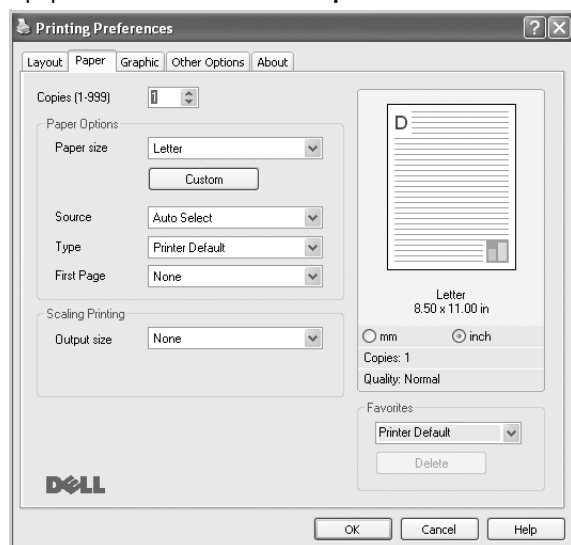 Printing Preferences
Layout Paper Graphic Other Options About
Copies (1-999) 1
Paper Options
Paper size Letter
Custom
Source Auto Select
Type Printer Default
First Page None
Scaling Printing
Output size None
DELL
D
Letter
8.50 x 11.00 in
mm inch
Copies: 1
Quality: Normal
Favorites
Printer Default
Delete
OK Cancel Help